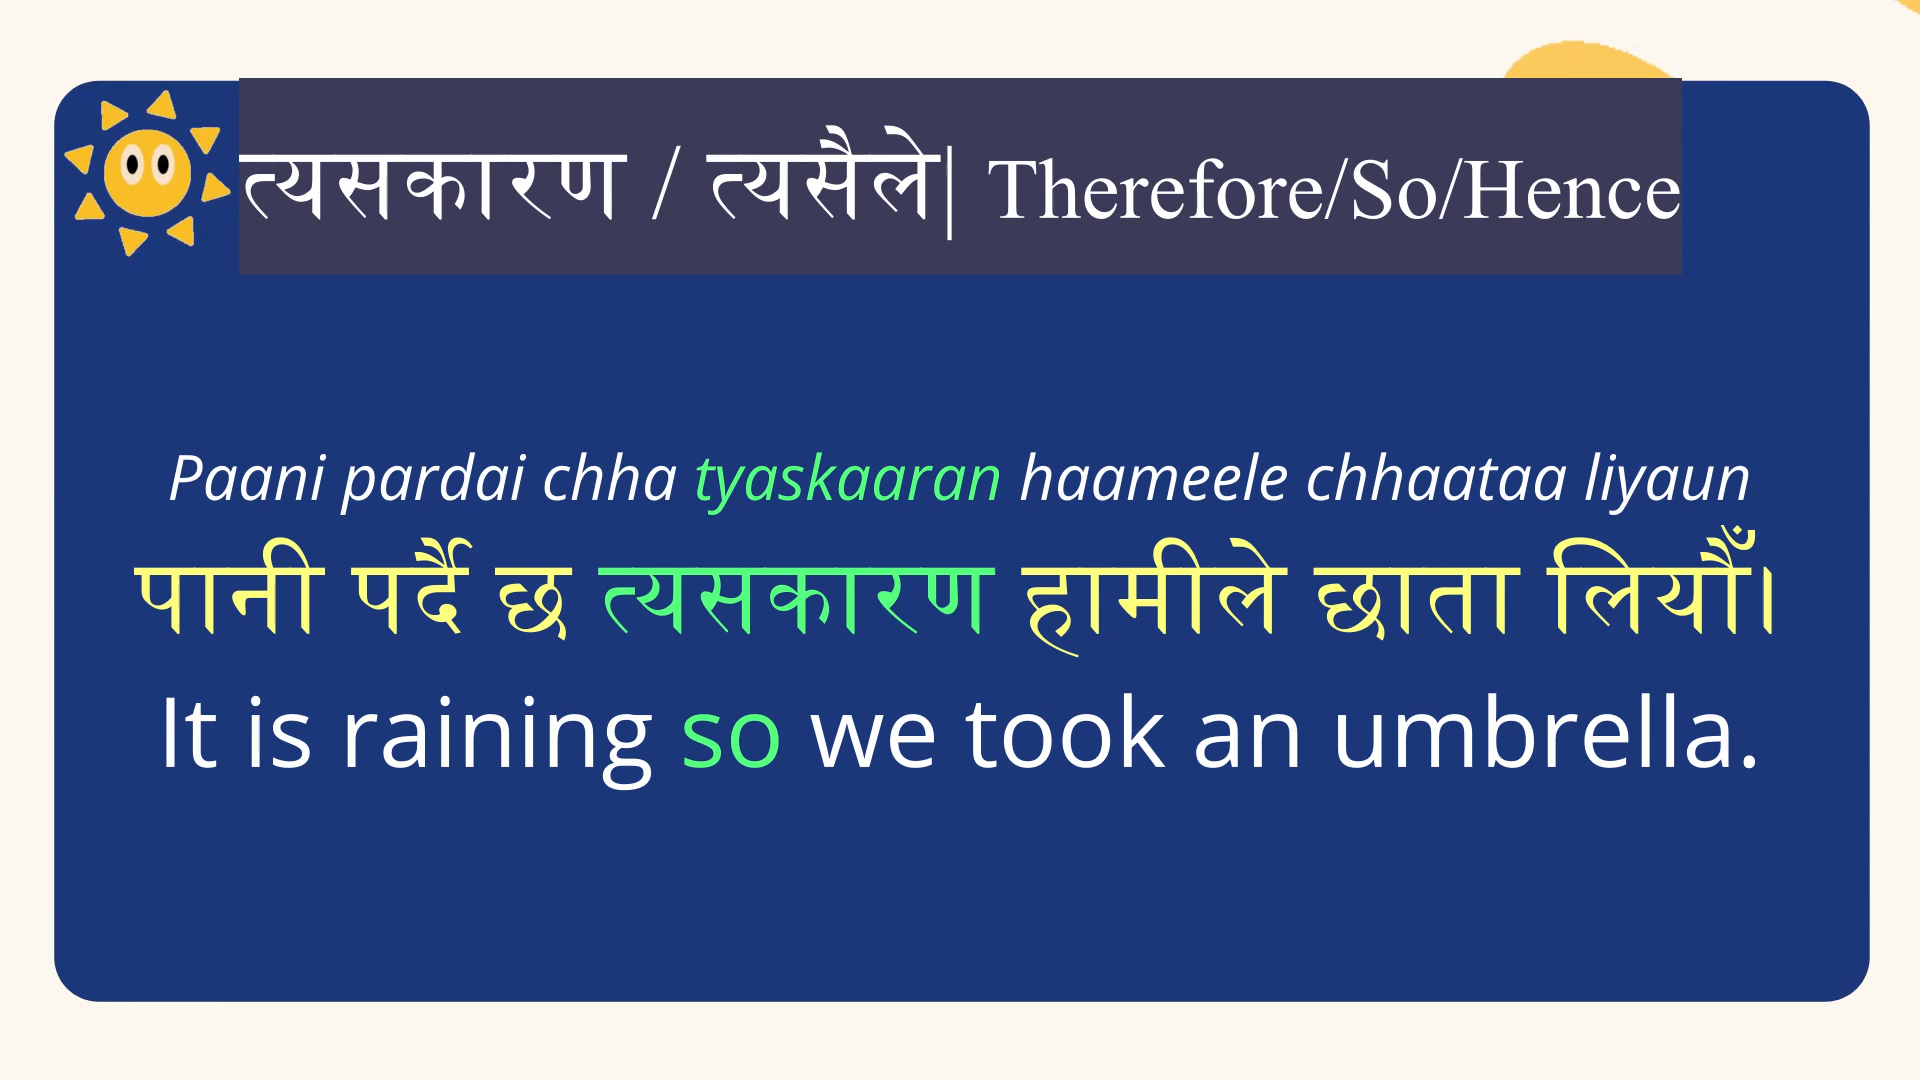 त्यसकारण / त्यसैले| Therefore/So/Hence
Paani pardai chha tyaskaaran haameele chhaataa liyaun
पानी पर्दै छ त्यसकारण हामीले छाता लियौँ।
It is raining so we took an umbrella.